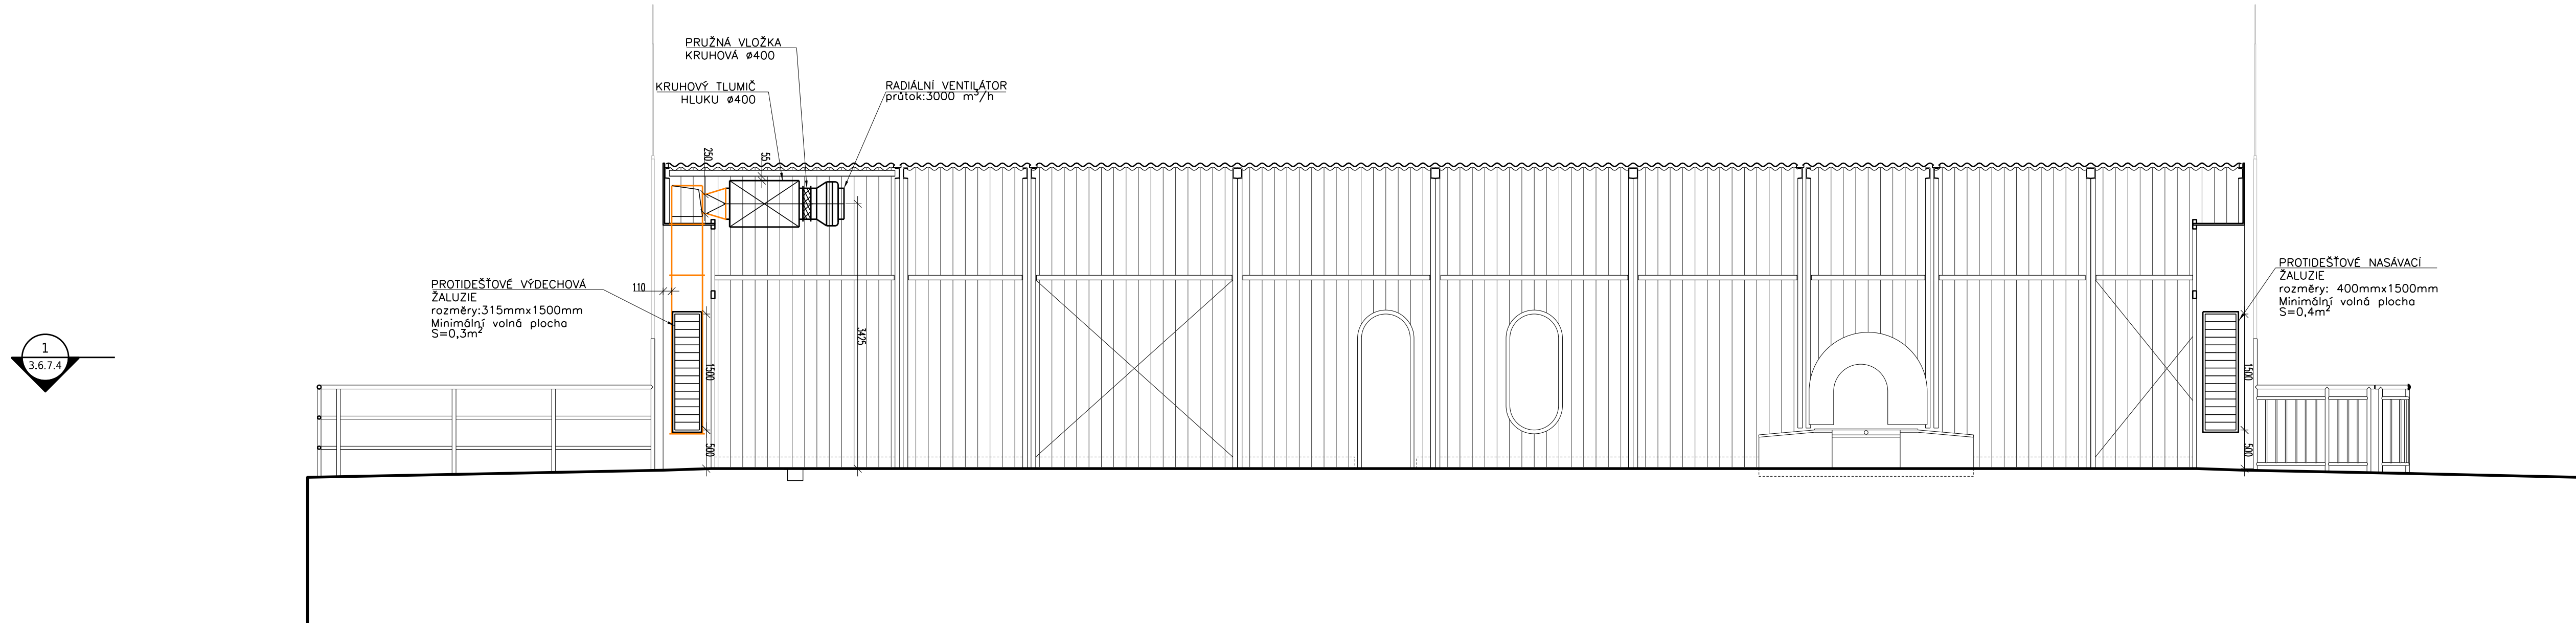 PRUŽNÁ VLOŽKA
KRUHOVÁ ø400
KRUHOVÝ TLUMIČ
HLUKU ø400
RADIÁLNÍ VENTILÁTOR
průtok:3000 m³/h
250
55
PROTIDEŠŤOVÉ VÝDECHOVÁ
ŽALUZIE
rozměry:315mmx1500mm
Minimální volná plocha
S=0,3m²
110
3425
1500
500
PROTIDEŠŤOVÉ NASÁVACÍ
ŽALUZIE
rozměry: 400mmx1500mm
Minimální volná plocha
S=0,4m²
1500
500
1
3.6.7.4